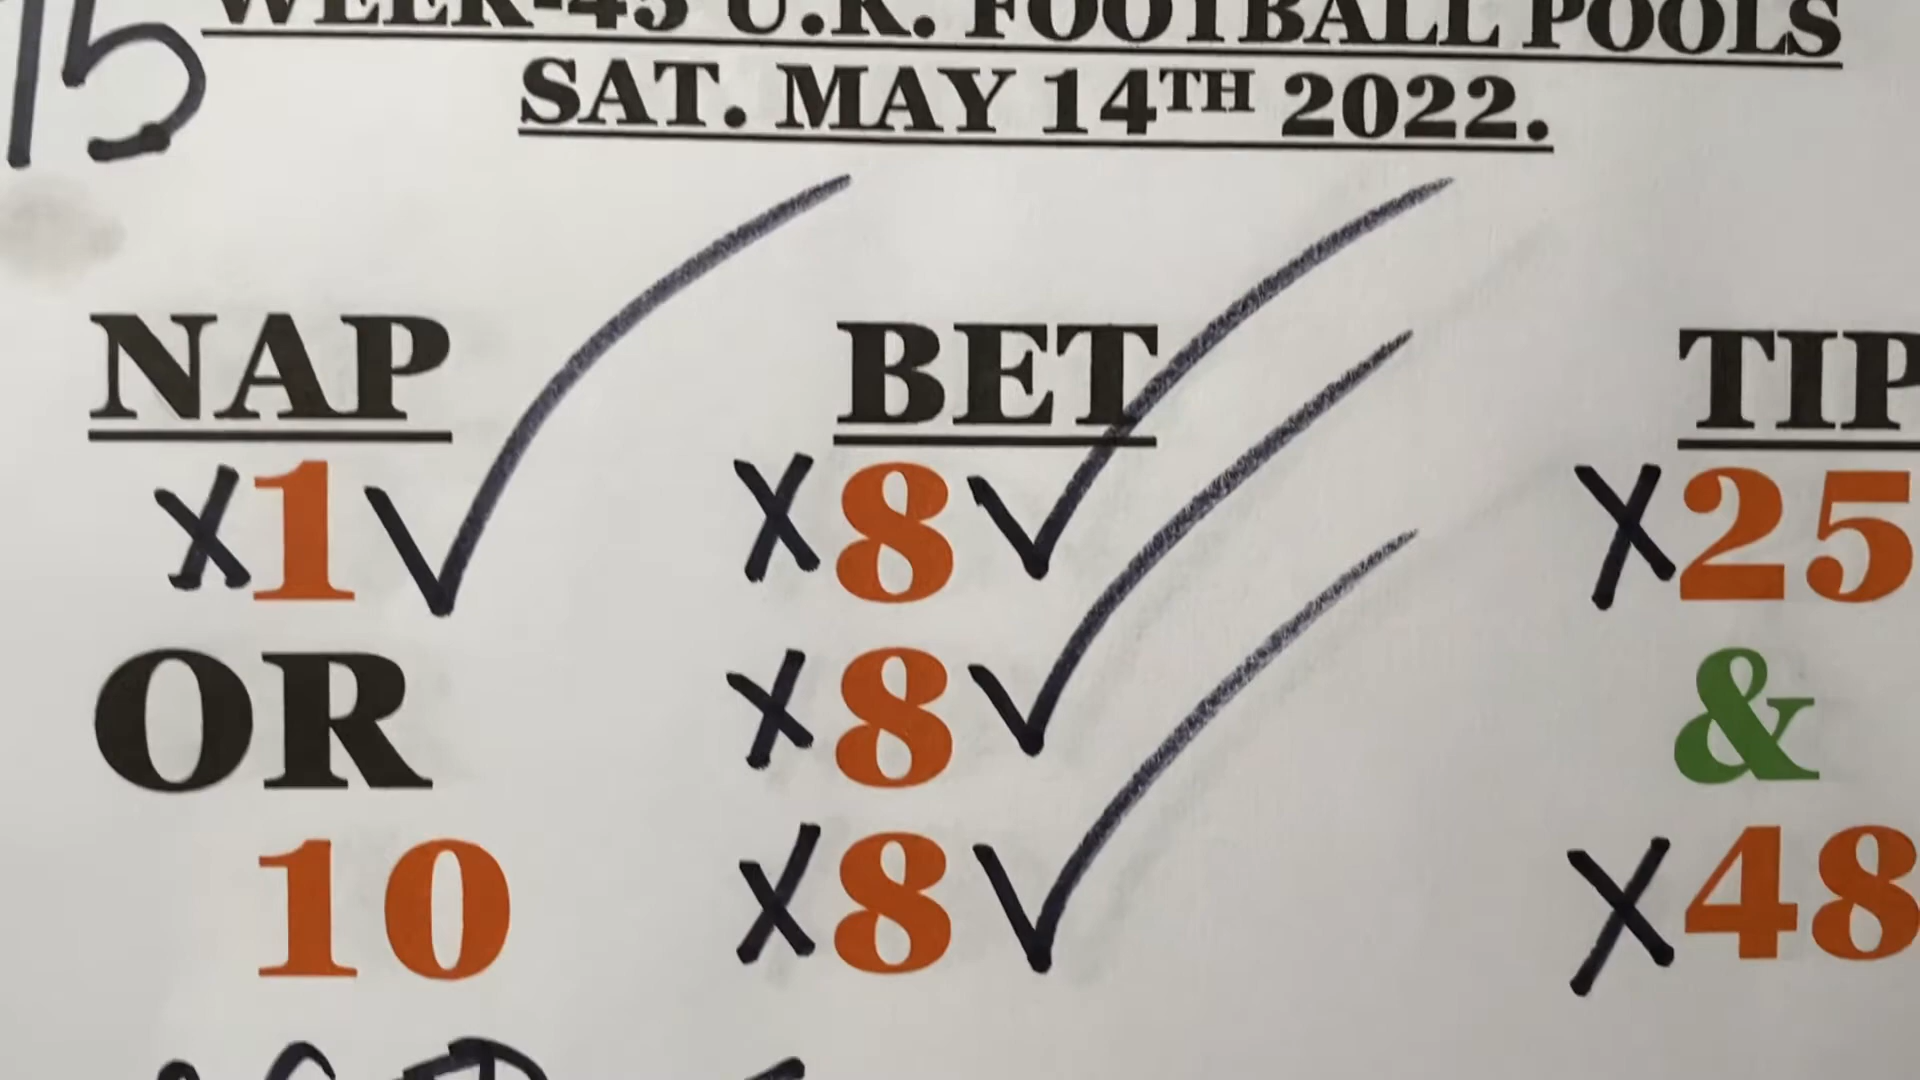 15
WEEK-45 U.K. FOOTBALL POOLS
SAT. MAY 14TH 2022.
NAP BET TIP
X1✓ X8✓ X25
OR X8✓ &
10 X8✓ X48